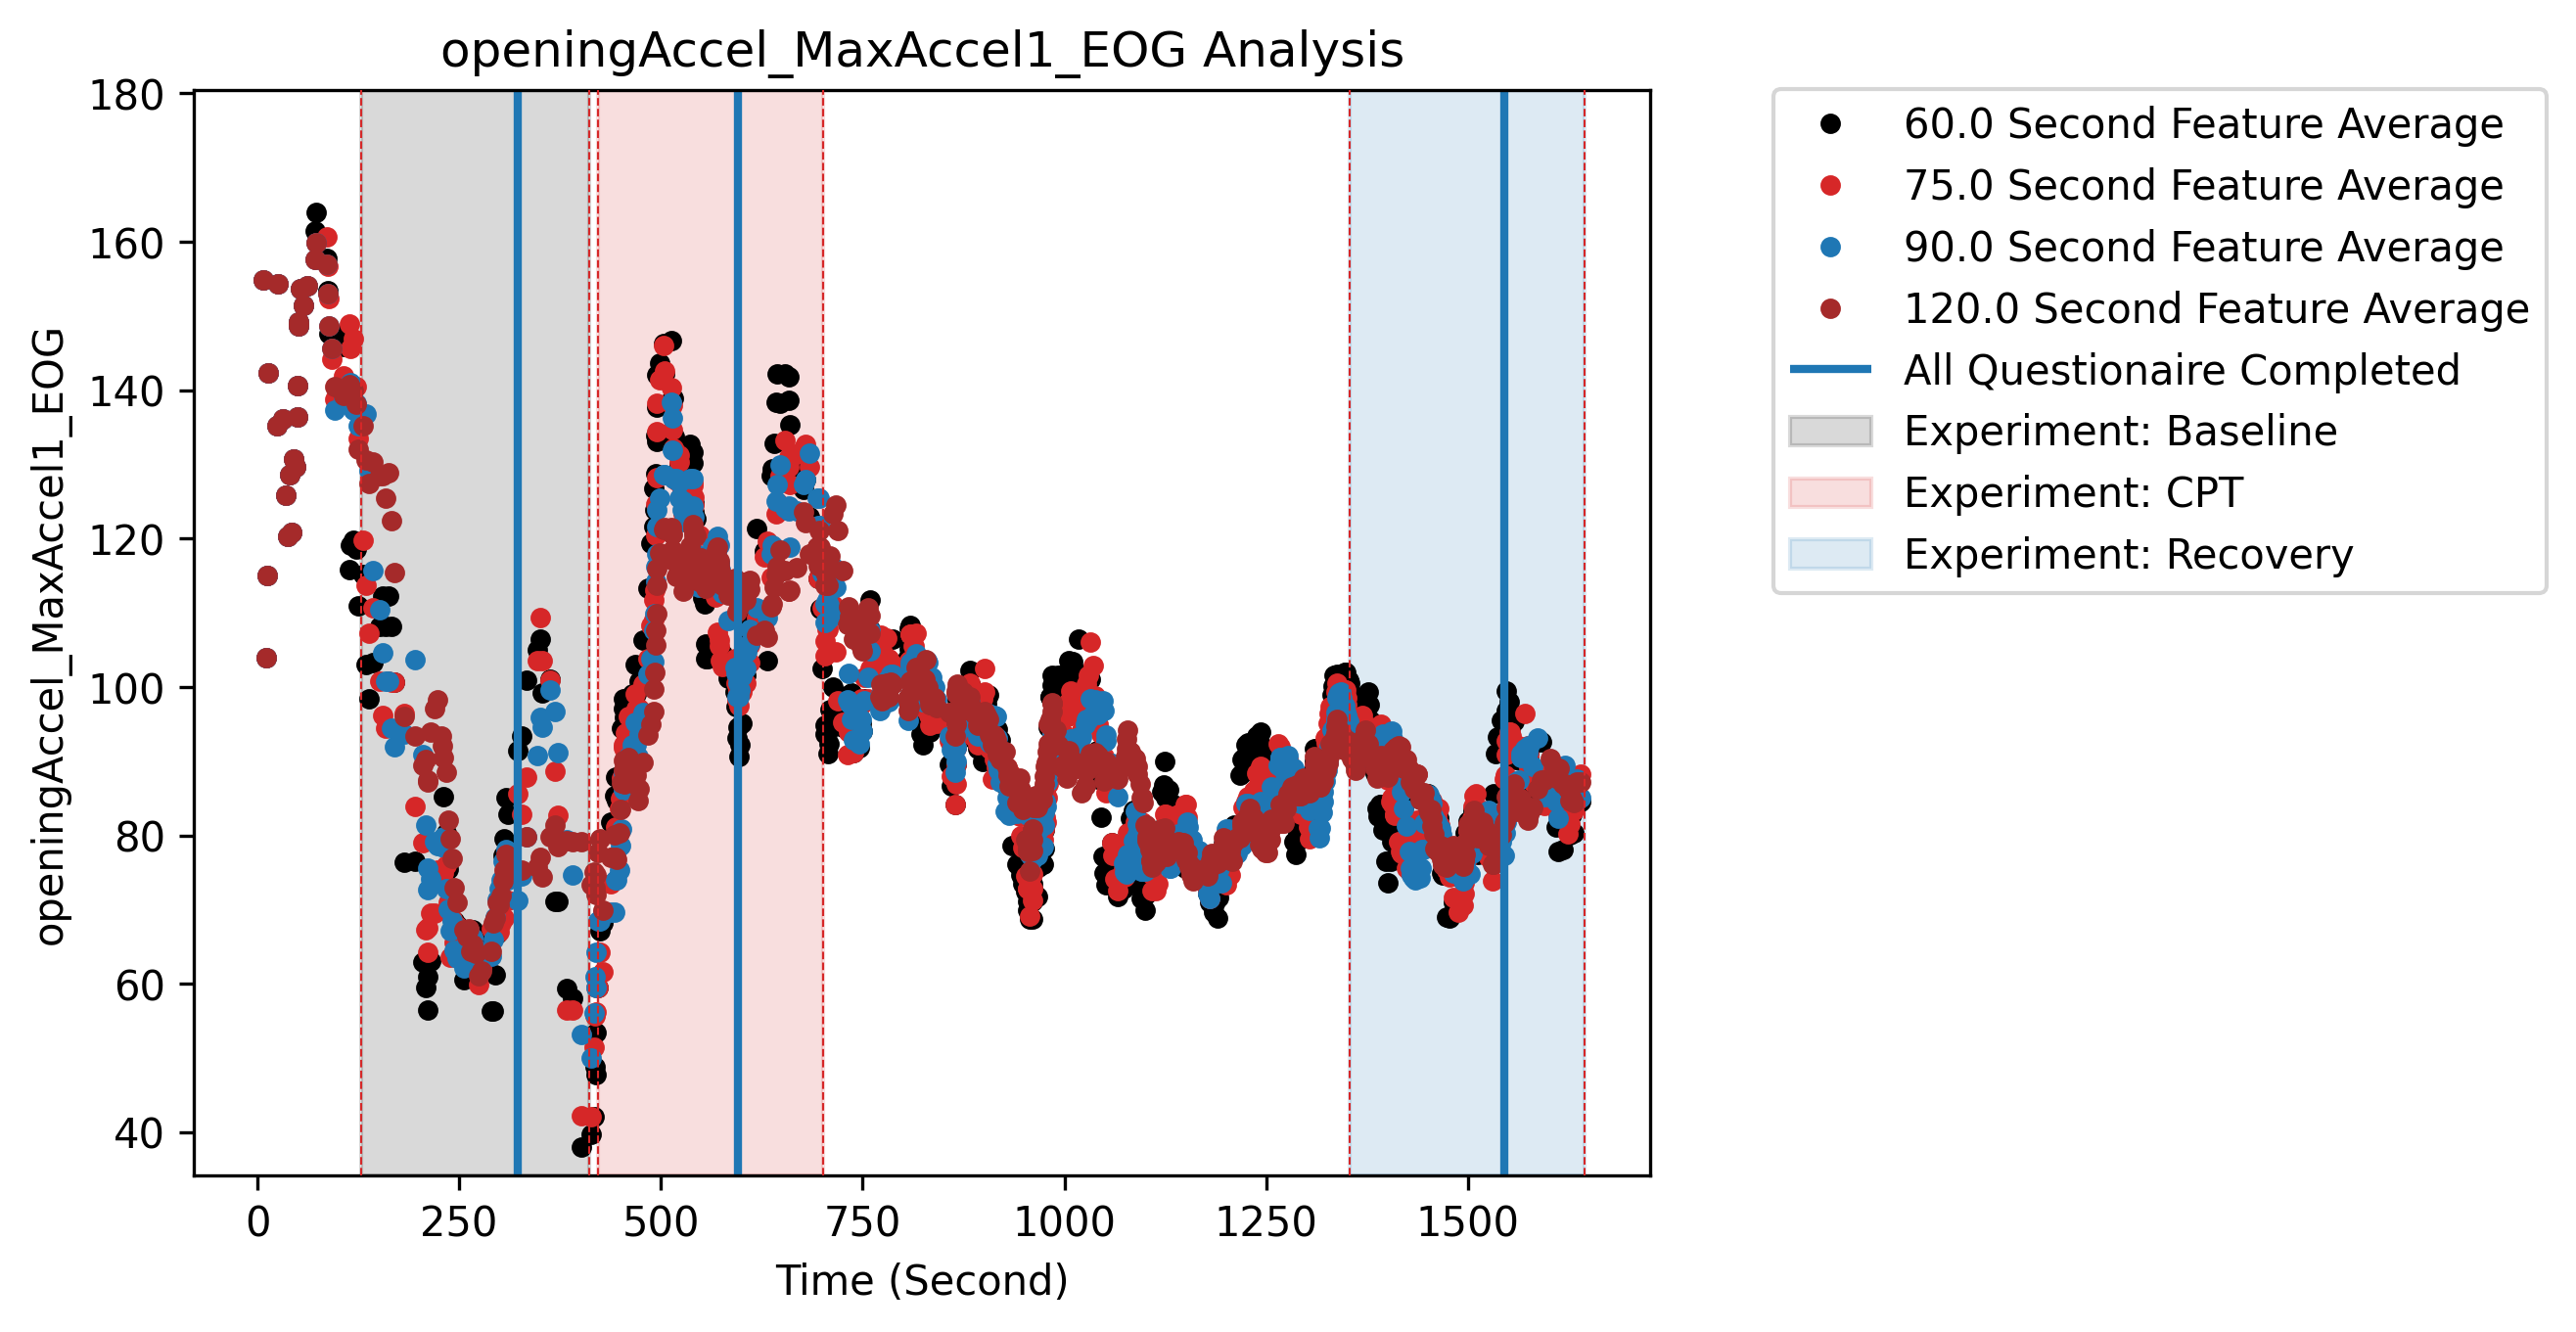 openingAccel_MaxAccel1_EOG Analysis
openingAccel_MaxAccel1_EOG
180
160
140
120
100
80
60
40
0 250 500 750 1000 1250 1500
Time (Second)
60.0 Second Feature Average
75.0 Second Feature Average
90.0 Second Feature Average
120.0 Second Feature Average
All Questionaire Completed
Experiment: Baseline
Experiment: CPT
Experiment: Recovery